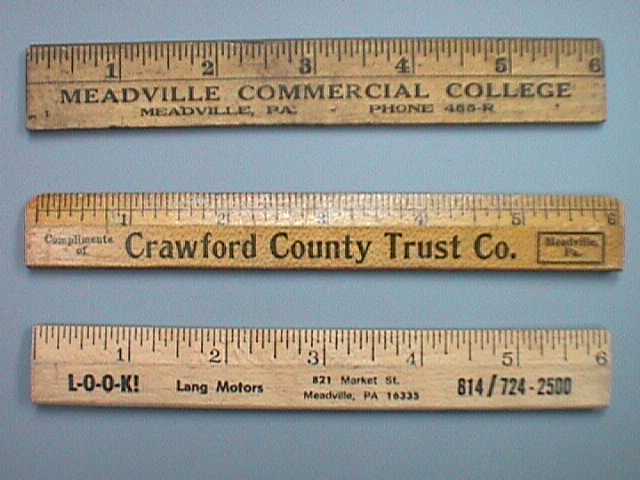 1 2 3 4 5 6
MEADVILLE COMMERCIAL COLLEGE
MEADVILLE, PA. PHONE 466-R
1 2 3 4 5 6
Compliments
of
Crawford County Trust Co.
Meadville,
Pa.
1 2 3 4 5 6
L-O-O-K! Lang Motors
821 Market St.
Meadville, PA 16335
814/724-2500